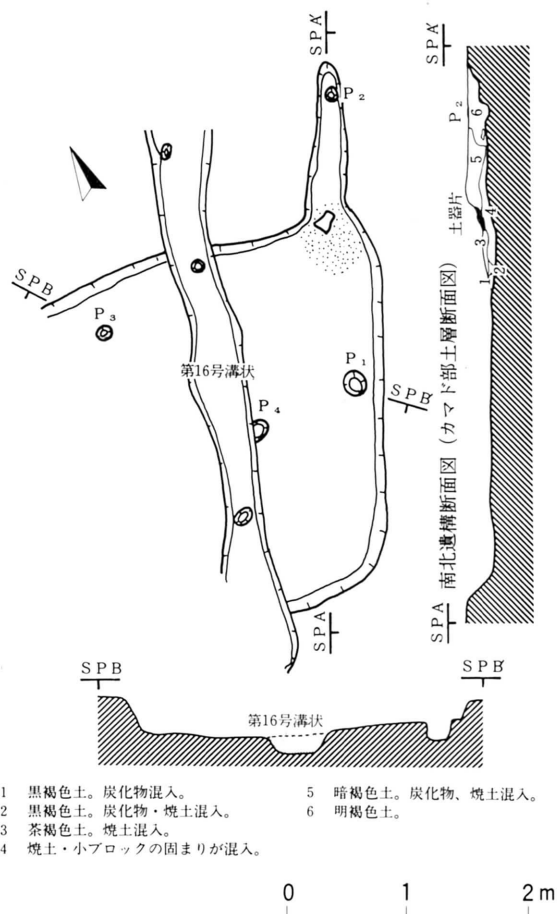 SPA'
SPA'
P₂
P₂
6
5
土器片
4
3
1
2
SPB
P₃
第16号溝状
P₁
SPB'
P₄
南北遺構断面図(カマド部土層断面図)
SPA
SPA
SPB
SPB'
第16号溝状
1 黒褐色土。炭化物混入。
2 黒褐色土。炭化物・焼土混入。
3 茶褐色土。焼土混入。
4 焼土・小ブロックの固まりが混入。
5 暗褐色土。炭化物、焼土混入。
6 明褐色土。
0 1 2m